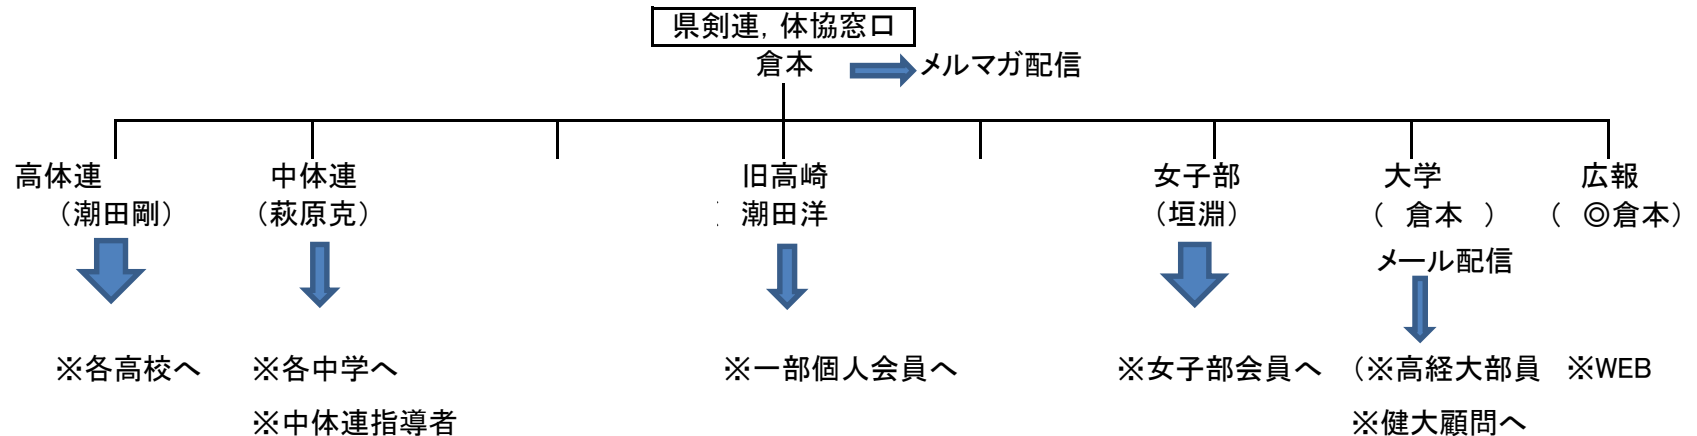 県剣連，体協窓口
倉本
メルマガ配信
高体連
（潮田剛）
中体連
（萩原克）
旧高崎
潮田洋
女子部
（垣淵）
大学
（　倉本　）
メール配信
広報
（　◎倉本）
※各高校へ
※各中学へ
※中体連指導者
※一部個人会員へ
※女子部会員へ
（※高経大部員
※健大顧問へ
※WEB